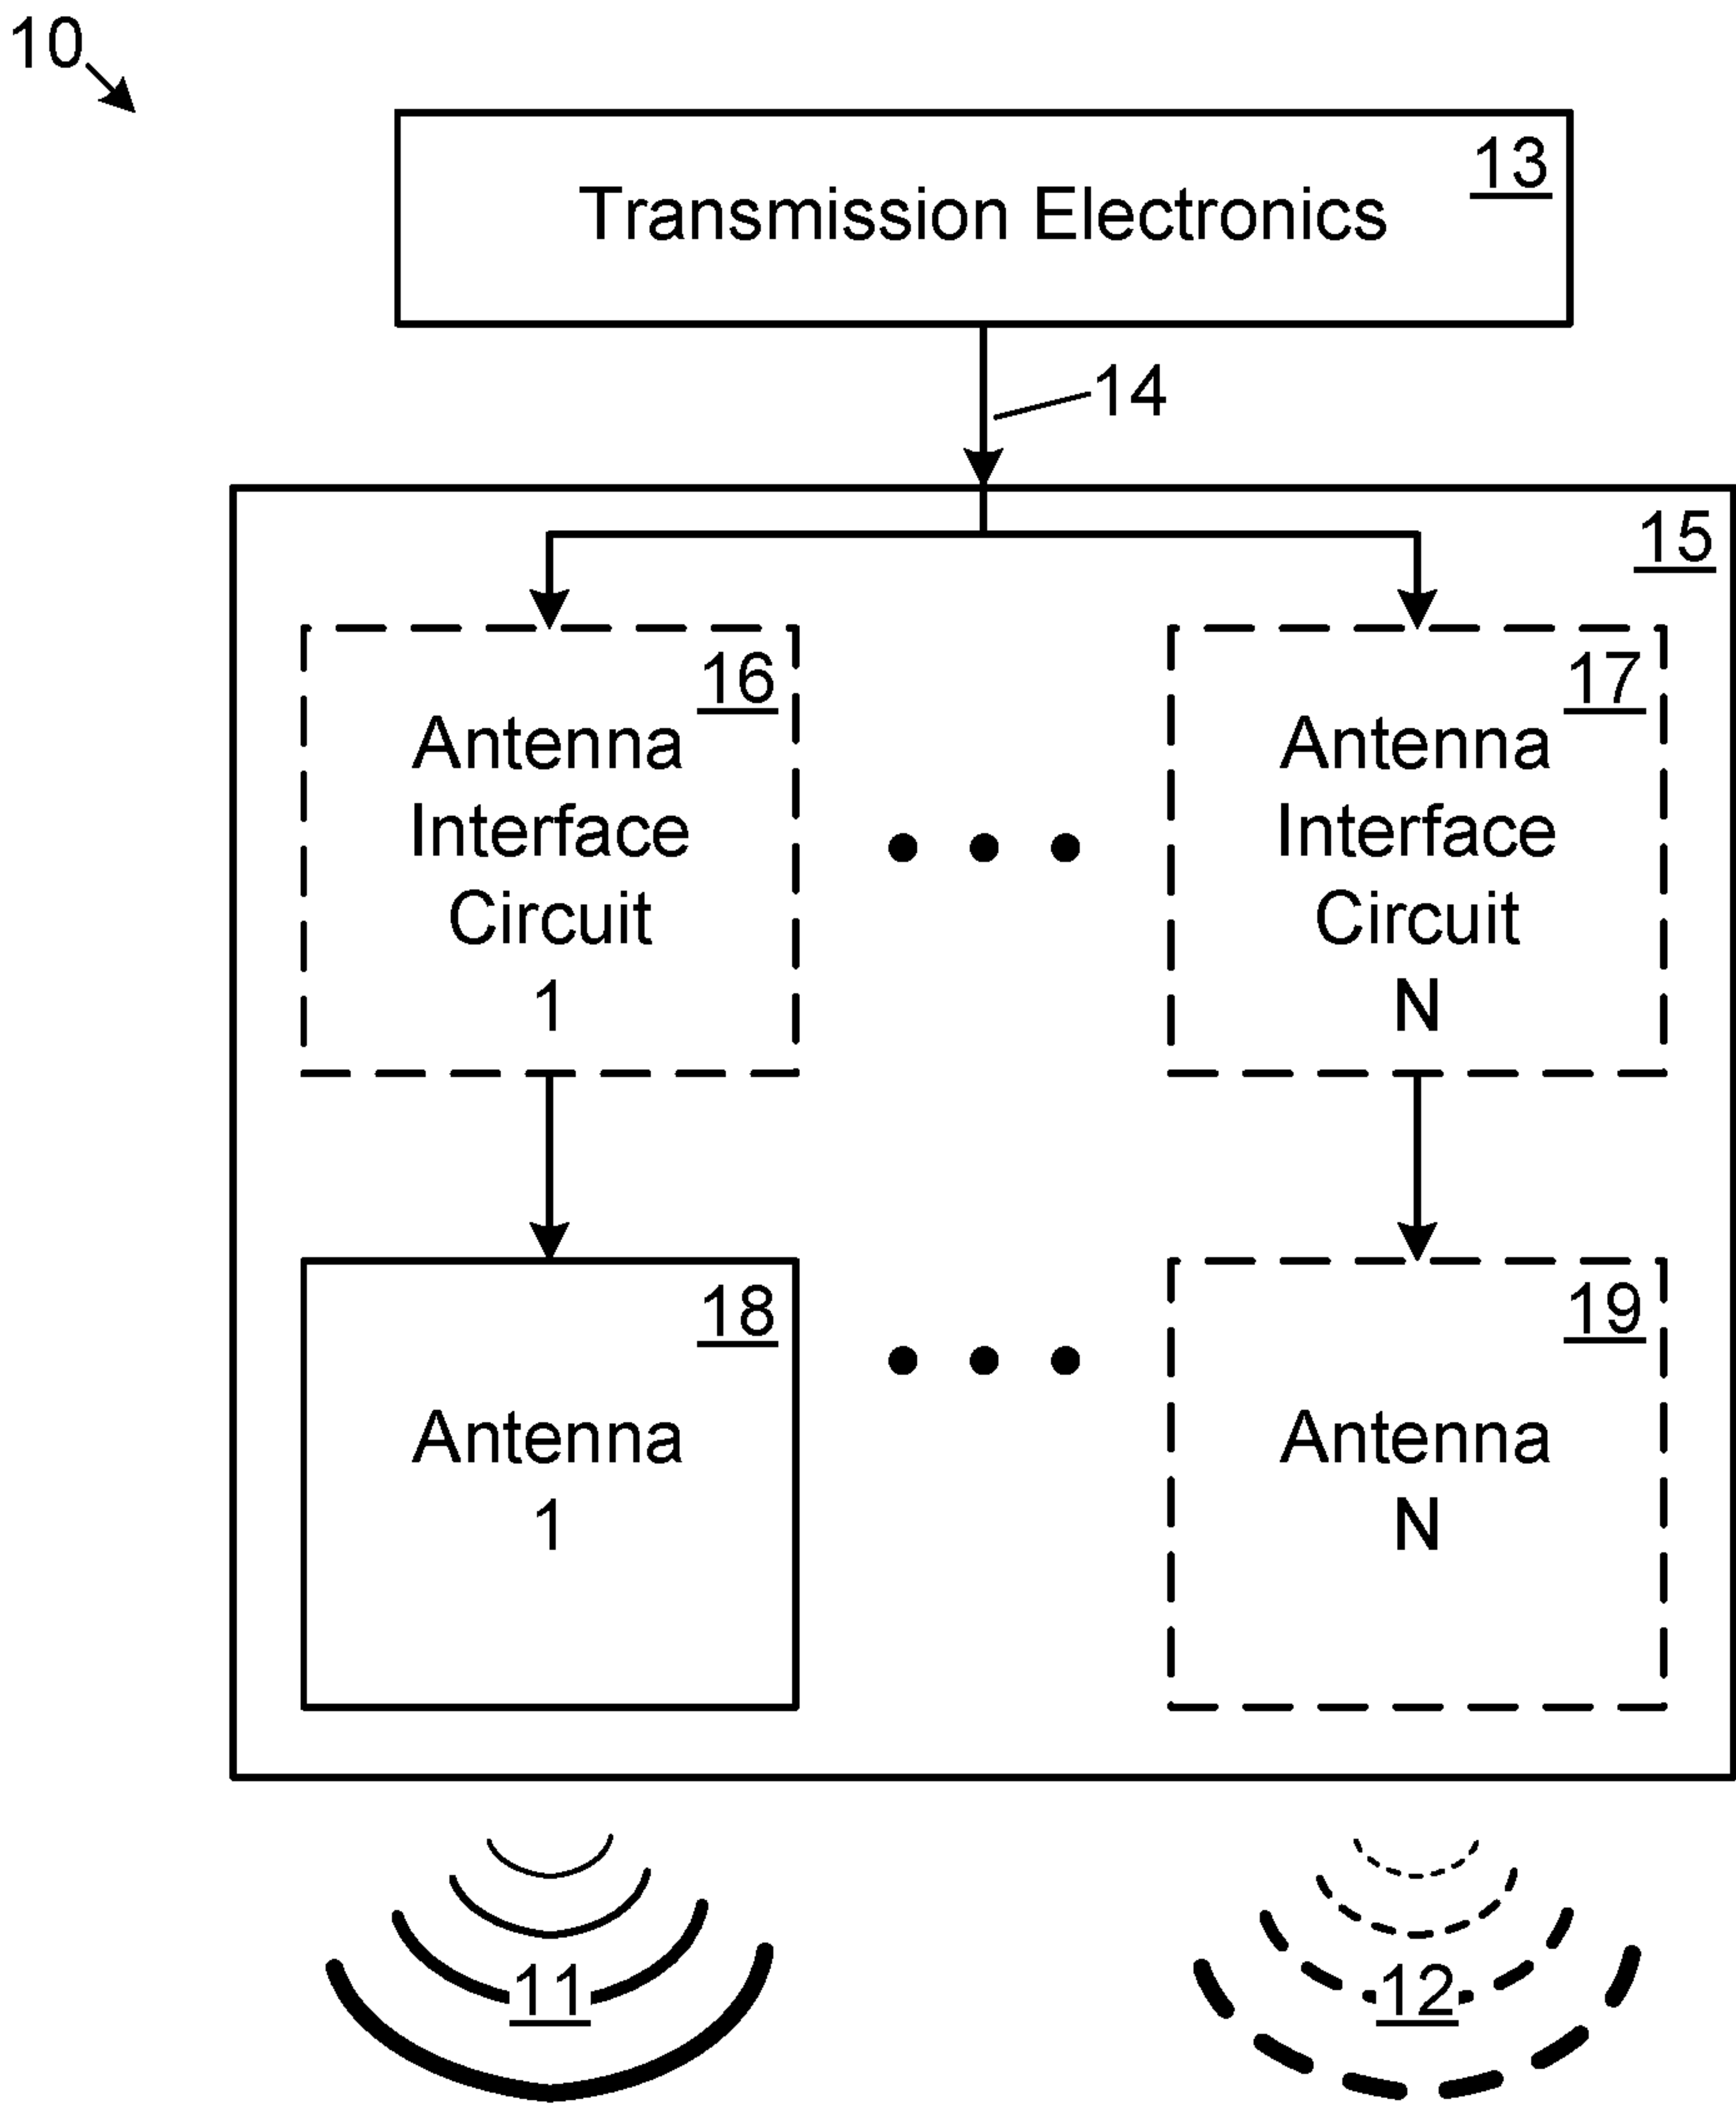 10
13
Transmission Electronics
14
15
16
Antenna
Interface
Circuit
1
17
Antenna
Interface
Circuit
N
18
Antenna
1
19
Antenna
N
11
12